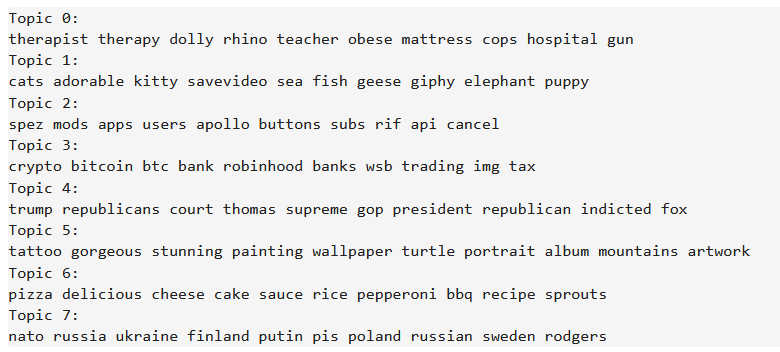 Topic 0:
therapist therapy dolly rhino teacher obese mattress cops hospital gun
Topic 1:
cats adorable kitty savevideo sea fish geese giphy elephant puppy
Topic 2:
spez mods apps users apollo buttons subs rif api cancel
Topic 3:
crypto bitcoin btc bank robinhood banks wsb trading img tax
Topic 4:
trump republicans court thomas supreme gop president republican indicted fox
Topic 5:
tattoo gorgeous stunning painting wallpaper turtle portrait album mountains artwork
Topic 6:
pizza delicious cheese cake sauce rice pepperoni bbq recipe sprouts
Topic 7:
nato russia ukraine finland putin pis poland russian sweden rodgers